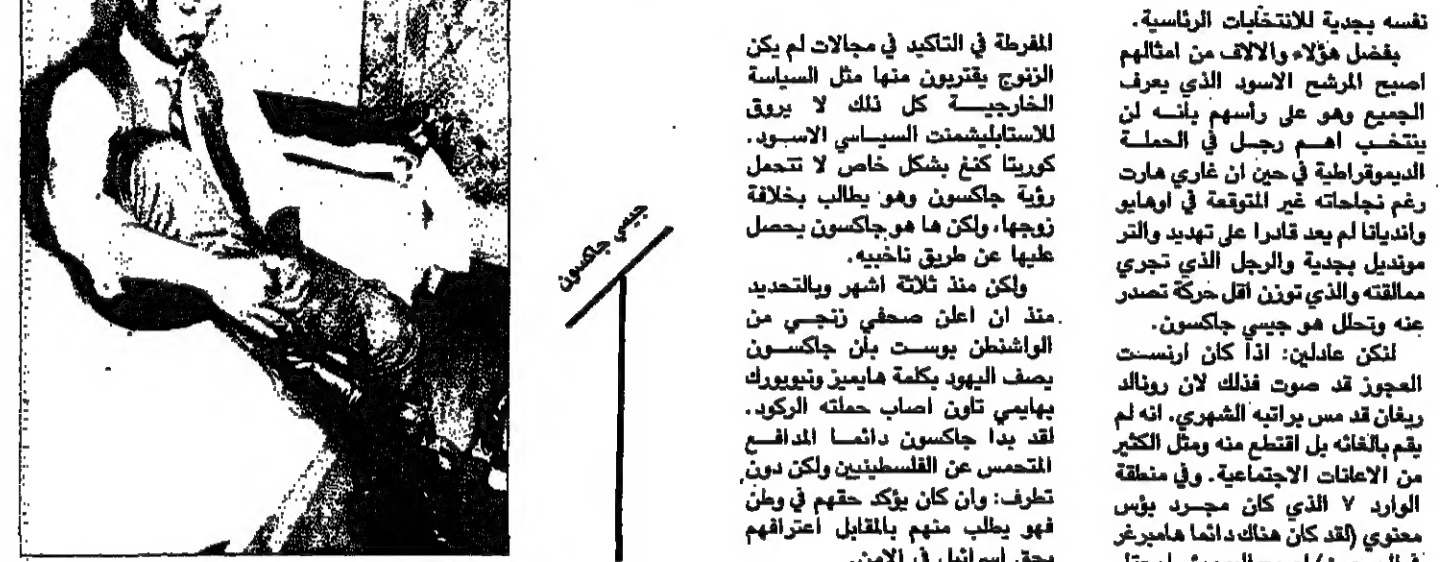 نفسه بجدية للانتخابات الرئاسية.
بفضل هؤلاء والالاف من امثالهم
اصبح المرشح الاسود الذي يعرف
الجميع وهو على رأسهم بأنه لن
ينتخب اهم رجل في الحملة
الديموقراطية في حين ان غاري هارت
رغم نجاحاته غير المتوقعة في اوهايو
وانديانا لم يعد قادرا على تهديد والتر
مونديل بجدية والرجل الذي تجري
ممالقته والذي توزن اقل حركة تصدر
عنه وتحلل هو جيسي جاكسون.
لنكن عادلين: اذا كان ارنست
العجوز قد صوت فذلك لان رونالد
ريغان قد مس براتبه الشهري. انه لم
يقم بالغائه بل اقتطع منه ومثل الكثير
من الاعانات الاجتماعية. وفي منطقة
الوارد ٧ الذي كان مجرد بؤس
معنوي (لقد كان هناك دائما هامبرغر
المفرطة في التاكيد في مجالات لم يكن
الزنوج يقتربون منها مثل السياسة
الخارجية كل ذلك لا يروق
للاستابليشمنت السياسي الاسود.
كوريتا كنغ بشكل خاص لا تتحمل
رؤية جاكسون وهو يطالب بخلافة
زوجها، ولكن ها هو جاكسون يحصل
عليها عن طريق ناخبيه.
ولكن منذ ثلاثة اشهر وبالتحديد
منذ ان اعلن صحفي زنجي من
الواشنطن بوست بأن جاكسون
يصف اليهود بكلمة هايميز ونيويورك
بهايمي تاون اصاب حملته الركود.
لقد بدا جاكسون دائما المدافع
المتحمس عن الفلسطينيين ولكن دون
تطرف: وان كان يؤكد حقهم في وطن
فهو يطلب منهم بالمقابل اعترافهم
بحق اسرائيل في الامن.
جيسي جاكسون